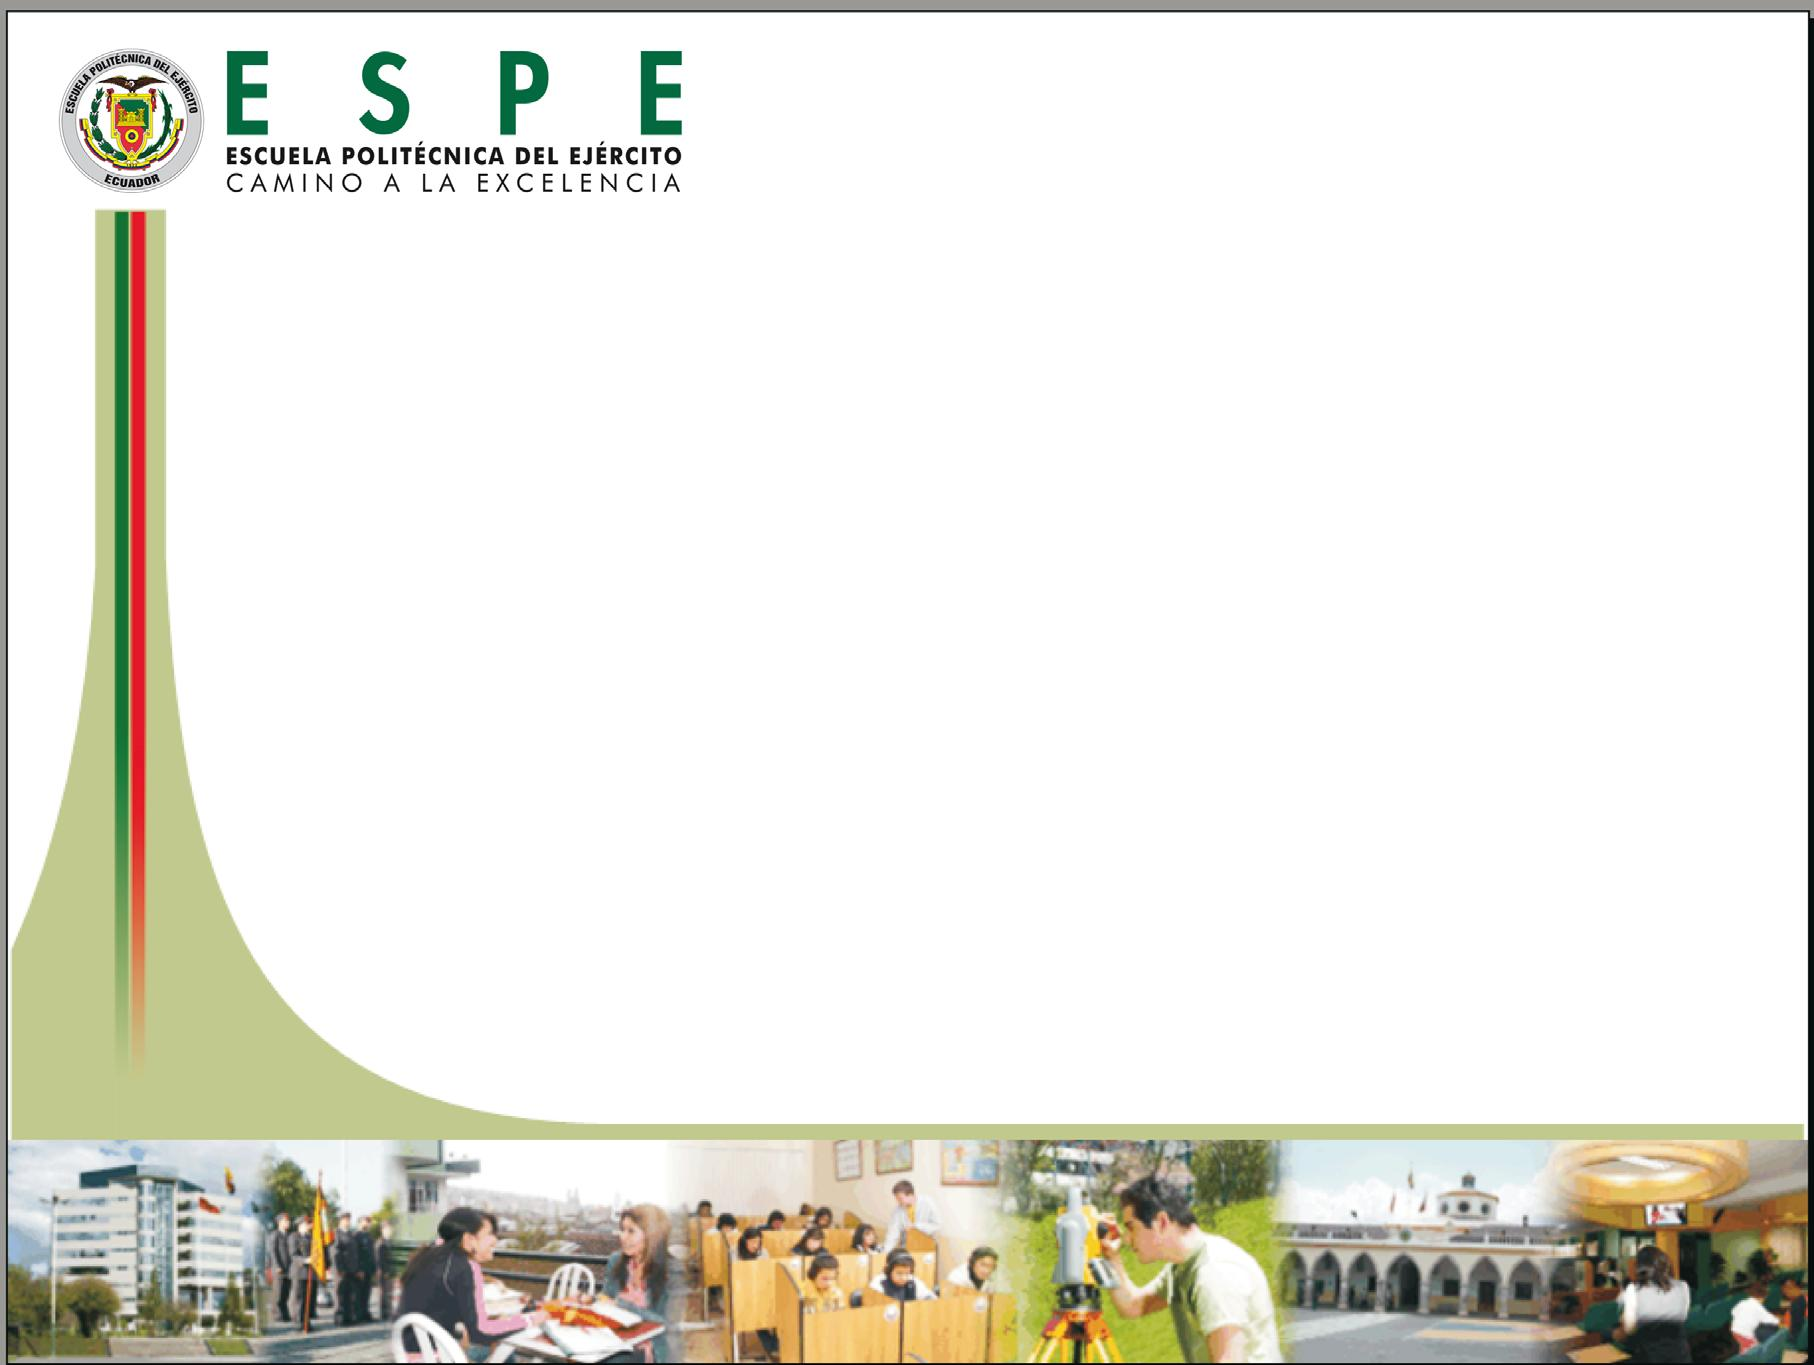 ESCUELA POLITÉCNICA DEL EJÉRCITO
ECUADOR
ESPE
ESCUELA POLITÉCNICA DEL EJÉRCITO
CAMINO A LA EXCELENCIA